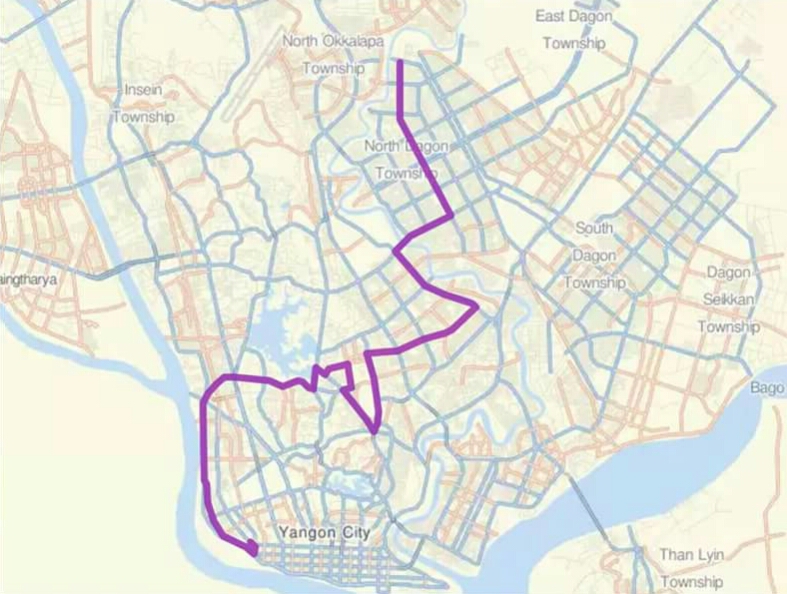 East Dagon
Township
North Okkalapa
Township
Insein
Township
North Dagon
Township
South
Dagon
Township
Dagon
Seikkan
Township
aingtharya
Bago
Yangon City
Than Lyin
Township